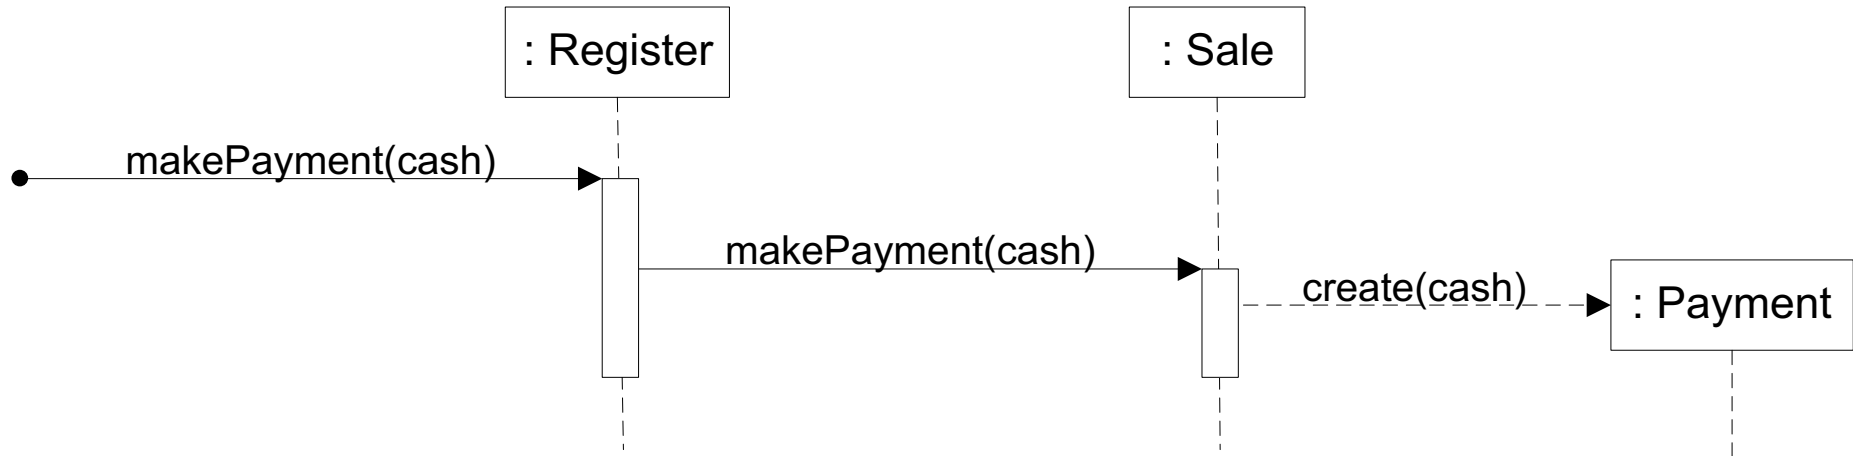 : Register
: Sale
makePayment(cash)
makePayment(cash)
create(cash)
: Payment